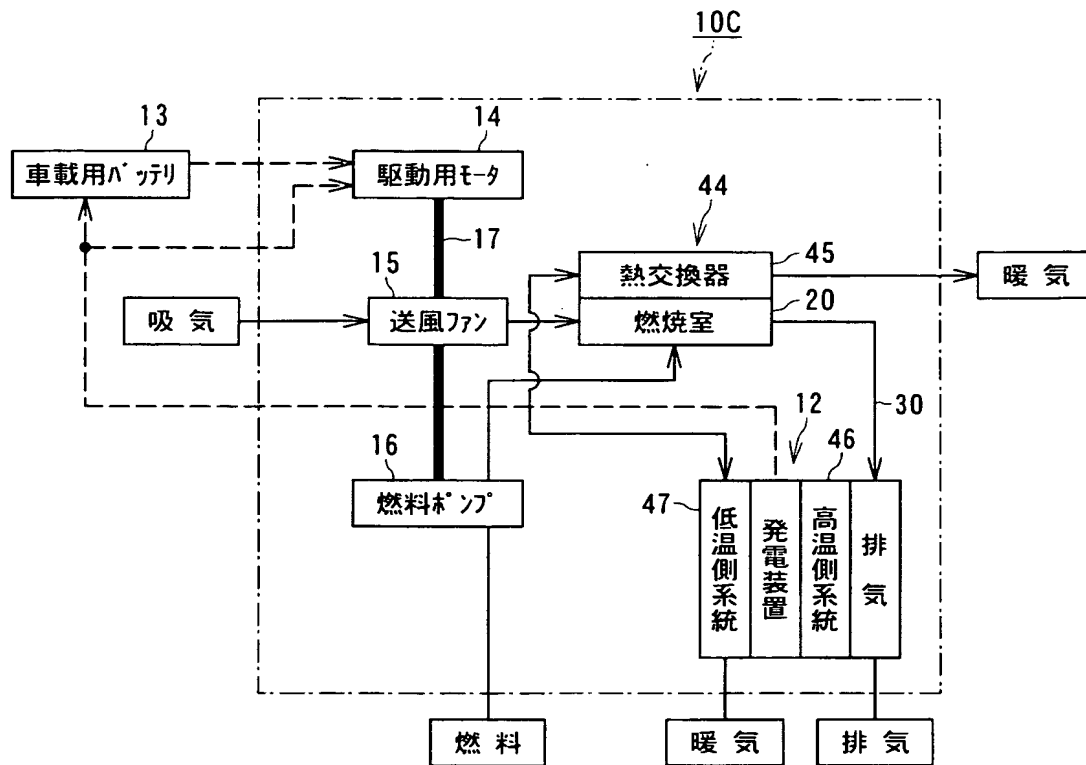 10C
13
14
車載用バッテリ
駆動用モータ
44
17
45
15
熱交換器
暖気
20
吸気
送風ファン
燃焼室
12
30
16
46
燃料ポンプ
47
低温側系統
発電装置
高温側系統
排気
燃料
暖気
排気